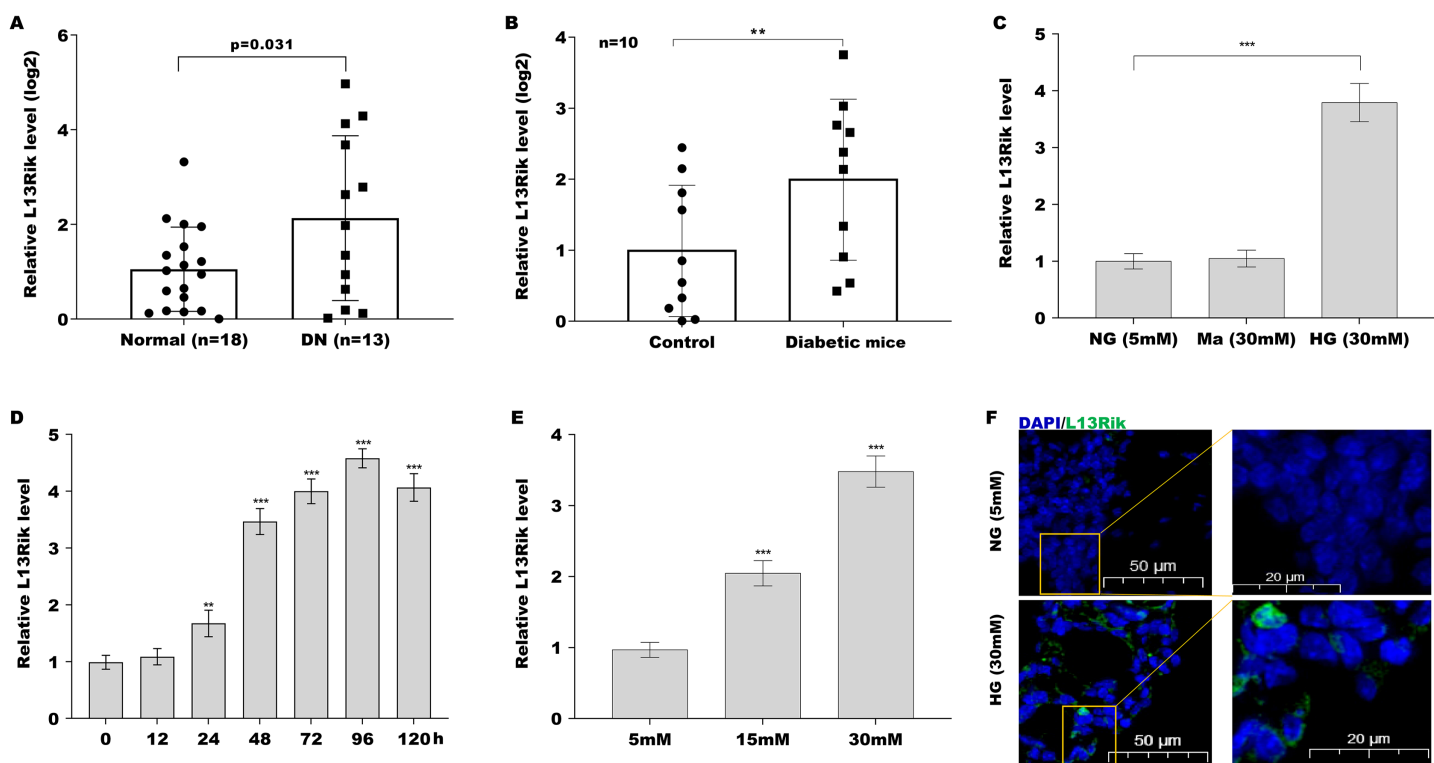 A
Relative L13Rik level (log2)
6
4
2
0
p=0.031
Normal (n=18)
DN (n=13)
B
Relative L13Rik level (log2)
4
3
2
1
0
n=10
**
Control
Diabetic mice
C
Relative L13Rik level
5
4
3
2
1
0
***
NG (5mM)
Ma (30mM)
HG (30mM)
D
Relative L13Rik level
5
4
3
2
1
0
**
***
***
***
***
0
12
24
48
72
96
120 h
E
Relative L13Rik level
4
3
2
1
0
***
***
5mM
15mM
30mM
F
DAPI/L13Rik
NG (5mM)
50 µm
20 µm
HG (30mM)
50 µm
20 µm